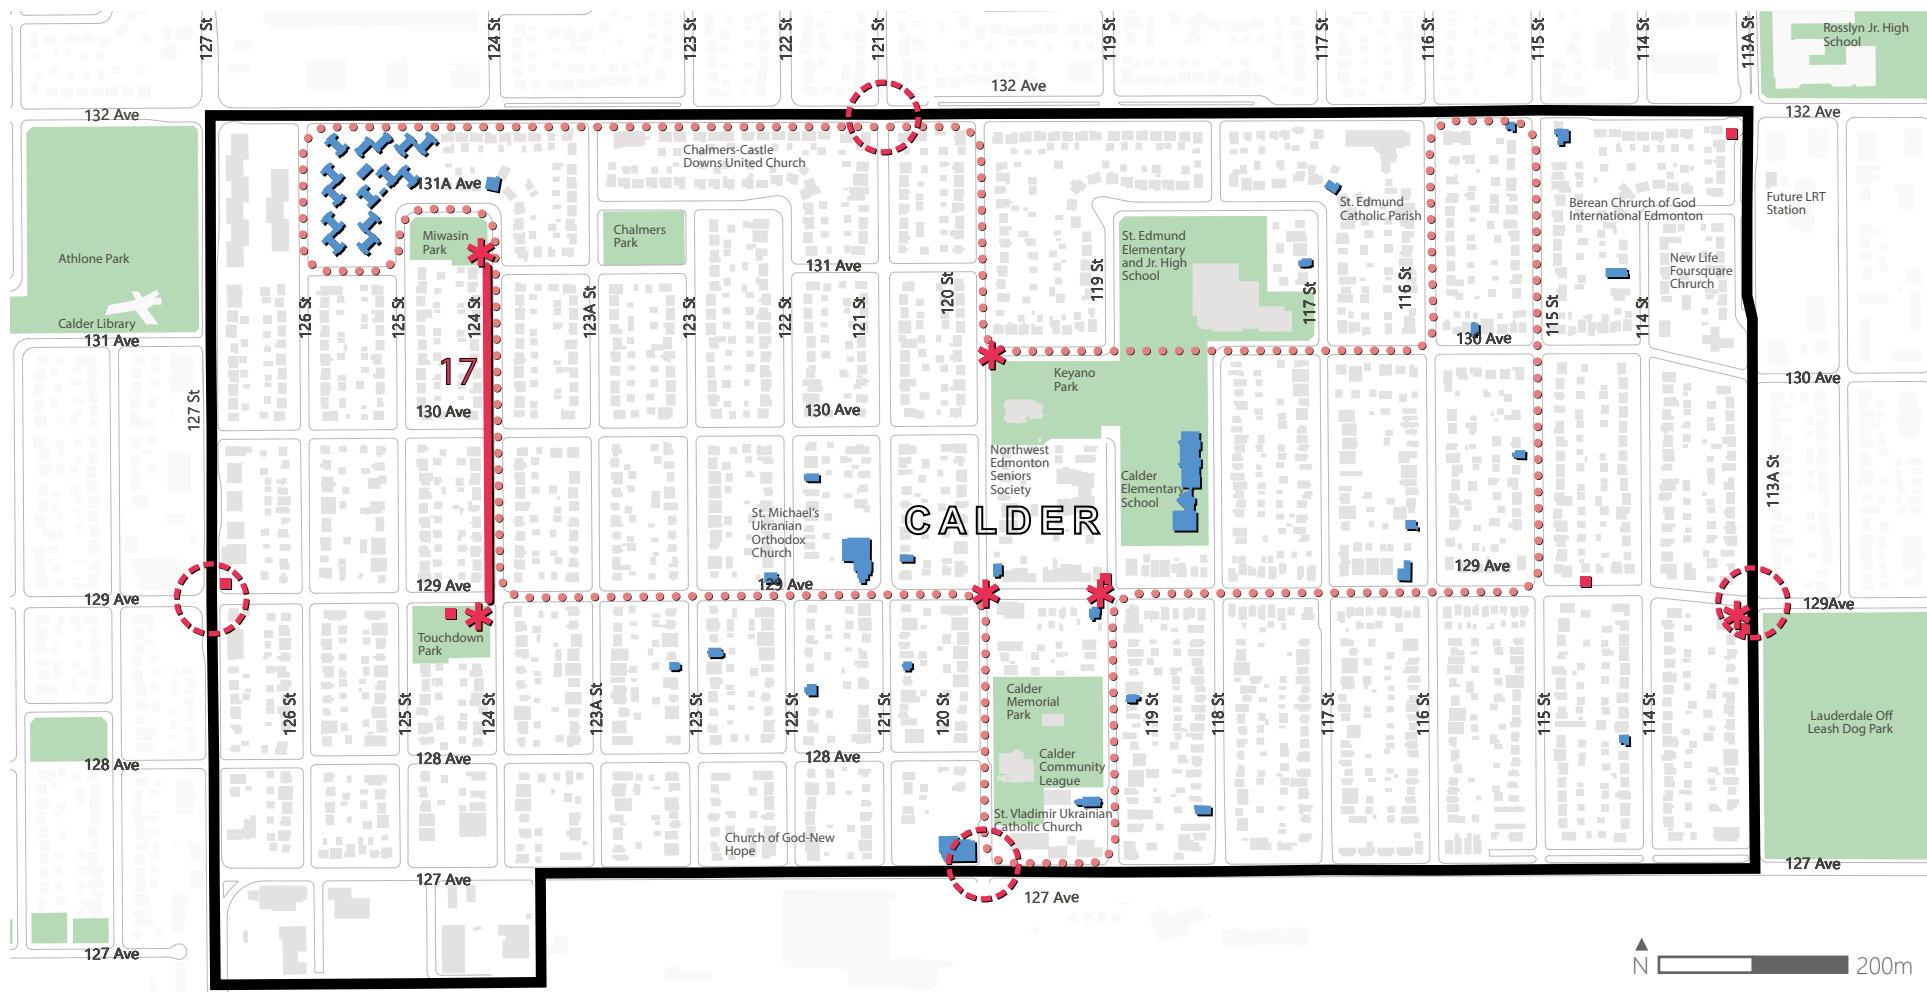 127 St
124 St
123 St
122 St
121 St
119 St
117 St
116 St
115 St
114 St
113A St
Rosslyn Jr. High
School
132 Ave
132 Ave
132 Ave
Chalmers-Castle
Downs United Church
131A Ave
St. Edmund
Catholic Parish
Berean Church of God
International Edmonton
Future LRT
Station
Miwasin
Park
Chalmers
Park
St. Edmund
Elementary
and Jr. High
School
Athlone Park
131 Ave
New Life
Foursquare
Chrurch
126 St
125 St
124 St
123A St
123 St
122 St
121 St
120 St
119 St
117 St
116 St
115 St
114 St
Calder Library
131 Ave
130 Ave
17
Keyano
Park
130 Ave
127 St
130 Ave
130 Ave
Northwest
Edmonton
Seniors
Society
Calder
Elementary
School
113A St
St. Michael's
Ukranian
Orthodox
Church
CALDER
129 Ave
129 Ave
129 Ave
129 Ave
129Ave
Touchdown
Park
126 St
125 St
124 St
123A St
123 St
122 St
121 St
120 St
Calder
Memorial
Park
119 St
118 St
117 St
116 St
115 St
114 St
Lauderdale Off
Leash Dog Park
128 Ave
128 Ave
128 Ave
Calder
Community
League
St. Vladimir Ukrainian
Catholic Church
Church of God-New
Hope
127 Ave
127 Ave
127 Ave
127 Ave
N
200m